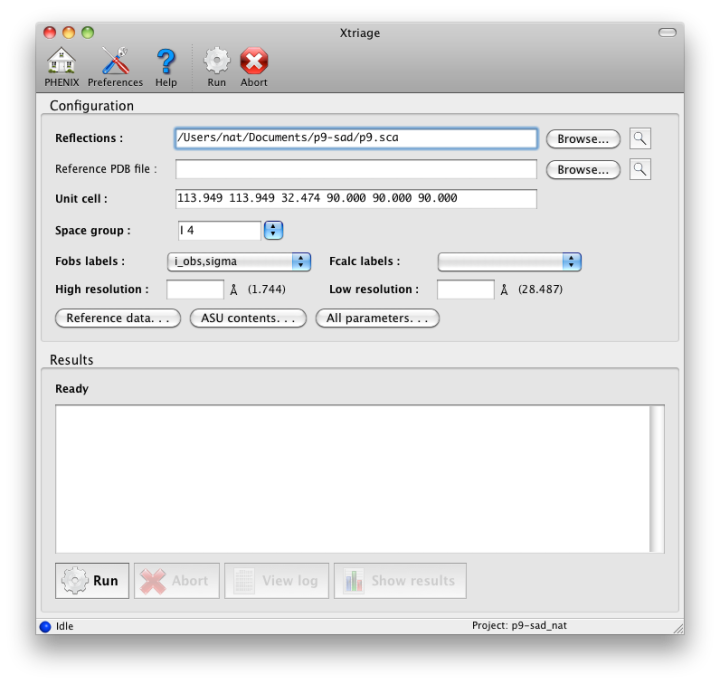 Xtriage
PHENIX Preferences Help Run Abort
Configuration
Reflections : /Users/nat/Documents/p9-sad/p9.sca Browse...
Reference PDB file : Browse...
Unit cell : 113.949 113.949 32.474 90.000 90.000 90.000
Space group : I 4
Fobs labels : i_obs,sigma Fcalc labels :
High resolution : Å (1.744) Low resolution : Å (28.487)
Reference data. . . ASU contents. . . All parameters. . .
Results
Ready
Run Abort View log Show results
Idle Project: p9-sad_nat